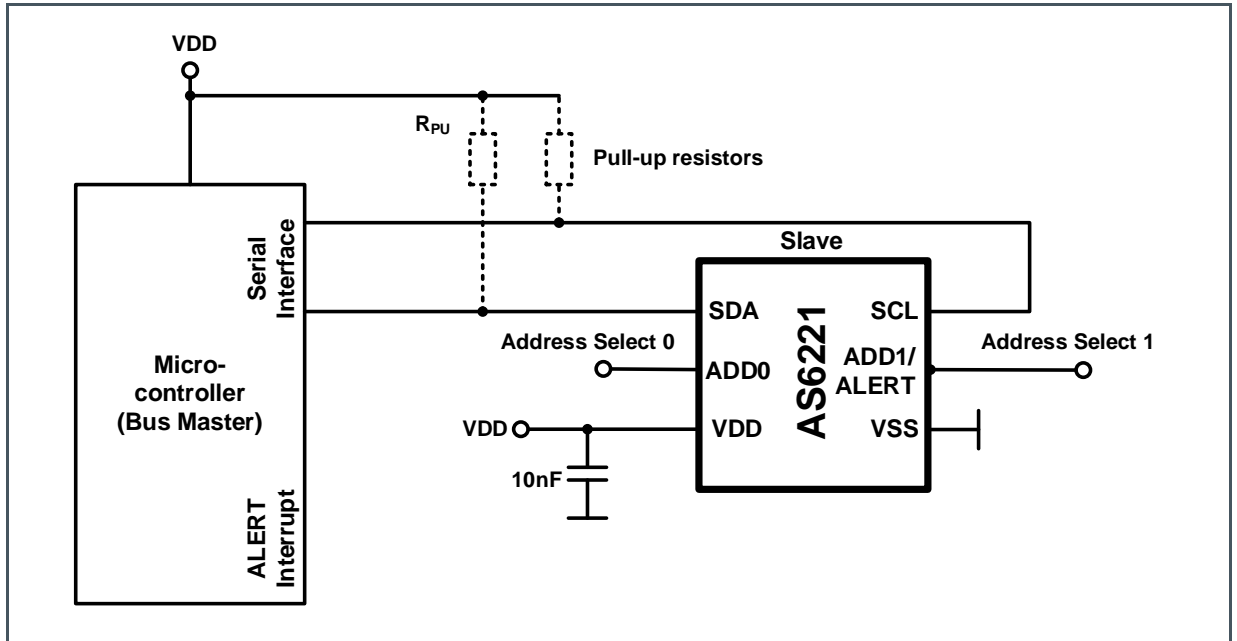 VDD
RPU
Pull-up resistors
Serial
Interface
Slave
SDA
SCL
Address Select 0
Address Select 1
ADD0
ADD1/
ALERT
AS6221
Micro-
controller
(Bus Master)
VDD
VDD
VSS
10nF
ALERT
Interrupt